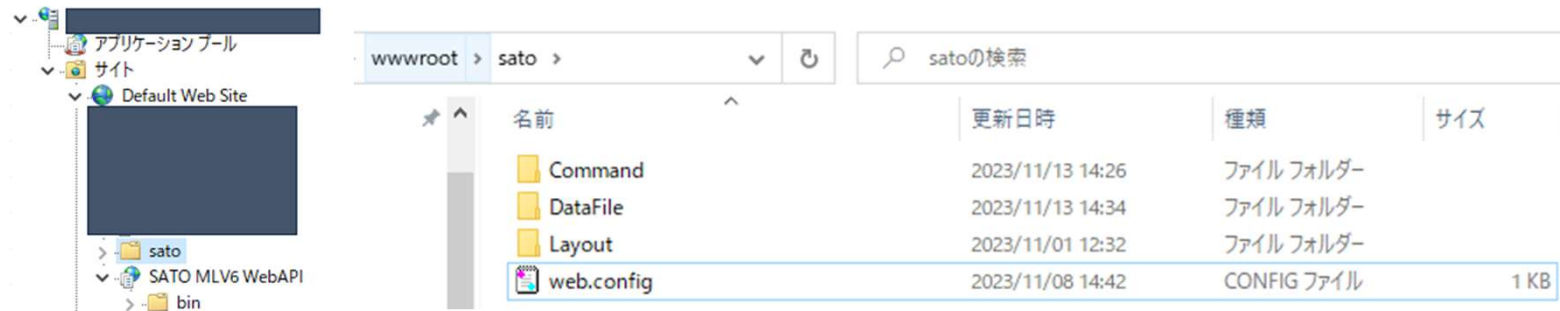 アプリケーション プール
サイト
Default Web Site
sato
SATO MLV6 WebAPI
bin
wwwroot > sato >
satoの検索
名前 更新日時 種類 サイズ
Command 2023/11/13 14:26 ファイル フォルダー
DataFile 2023/11/13 14:34 ファイル フォルダー
Layout 2023/11/01 12:32 ファイル フォルダー
web.config 2023/11/08 14:42 CONFIG ファイル 1 KB